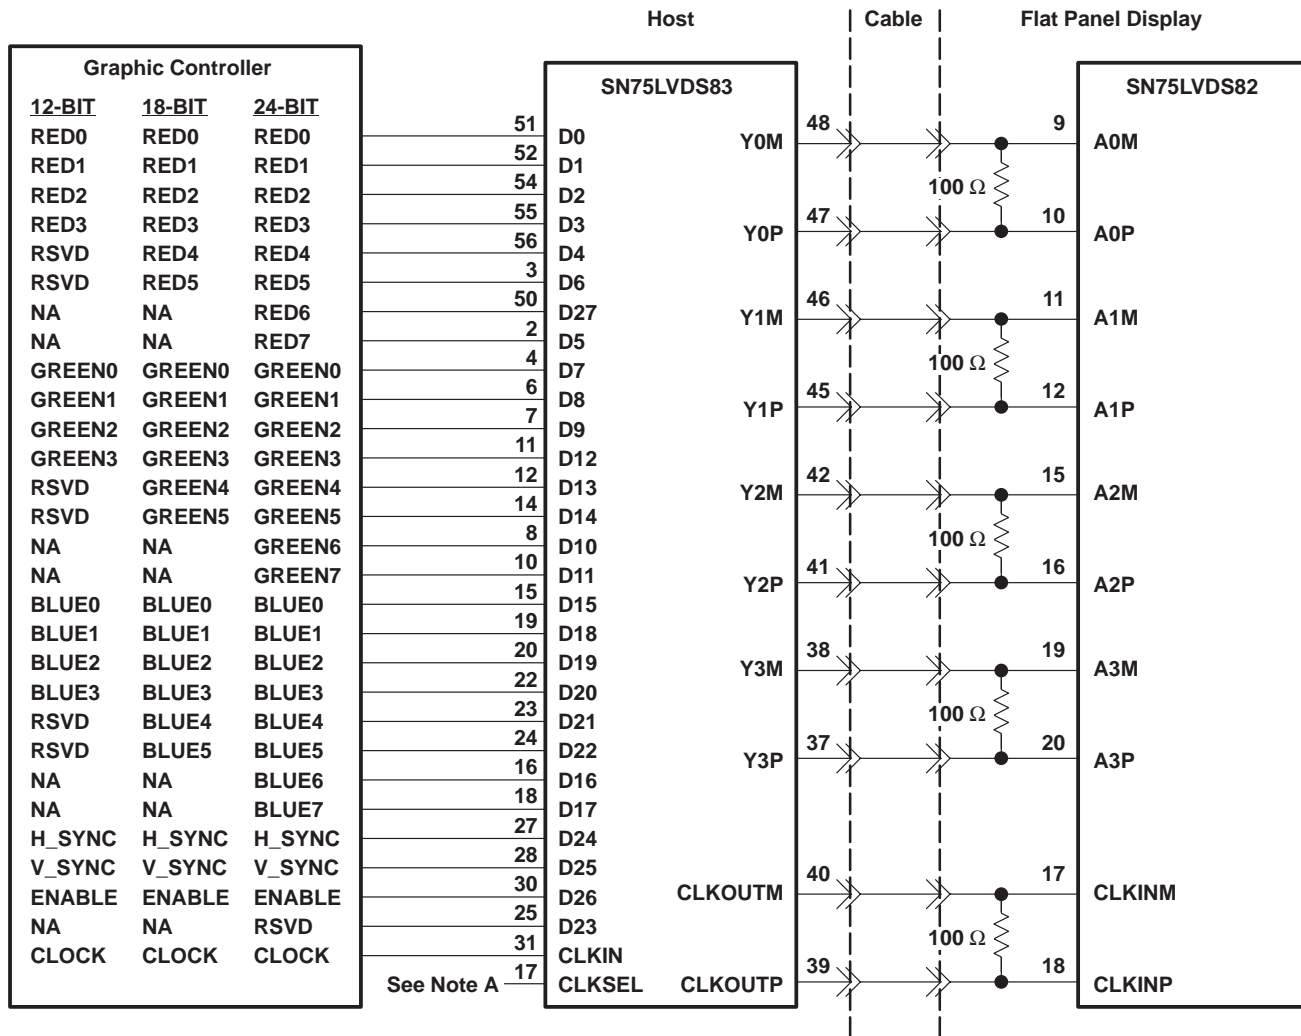 Host Cable Flat Panel Display
Graphic Controller
12-BIT 18-BIT 24-BIT
RED0 RED0 RED0
RED1 RED1 RED1
RED2 RED2 RED2
RED3 RED3 RED3
RSVD RED4 RED4
RSVD RED5 RED5
NA NA RED6
NA NA RED7
GREEN0 GREEN0 GREEN0
GREEN1 GREEN1 GREEN1
GREEN2 GREEN2 GREEN2
GREEN3 GREEN3 GREEN3
RSVD GREEN4 GREEN4
RSVD GREEN5 GREEN5
NA NA GREEN6
NA NA GREEN7
BLUE0 BLUE0 BLUE0
BLUE1 BLUE1 BLUE1
BLUE2 BLUE2 BLUE2
BLUE3 BLUE3 BLUE3
RSVD BLUE4 BLUE4
RSVD BLUE5 BLUE5
NA NA BLUE6
NA NA BLUE7
H_SYNC H_SYNC H_SYNC
V_SYNC V_SYNC V_SYNC
ENABLE ENABLE ENABLE
NA NA RSVD
CLOCK CLOCK CLOCK
See Note A
SN75LVDS83
51 D0
52 D1
54 D2
55 D3
56 D4
3 D6
50 D27
2 D5
4 D7
6 D8
7 D9
11 D12
12 D13
14 D14
8 D10
10 D11
15 D15
19 D18
20 D19
22 D20
23 D21
24 D22
16 D16
18 D17
27 D24
28 D25
30 D26
25 D23
31 CLKIN
17 CLKSEL
Y0M 48
Y0P 47
Y1M 46
Y1P 45
Y2M 42
Y2P 41
Y3M 38
Y3P 37
CLKOUTM 40
CLKOUTP 39
SN75LVDS82
9 A0M
100 Ω
10 A0P
11 A1M
100 Ω
12 A1P
15 A2M
100 Ω
16 A2P
19 A3M
100 Ω
20 A3P
17 CLKINM
100 Ω
18 CLKINP